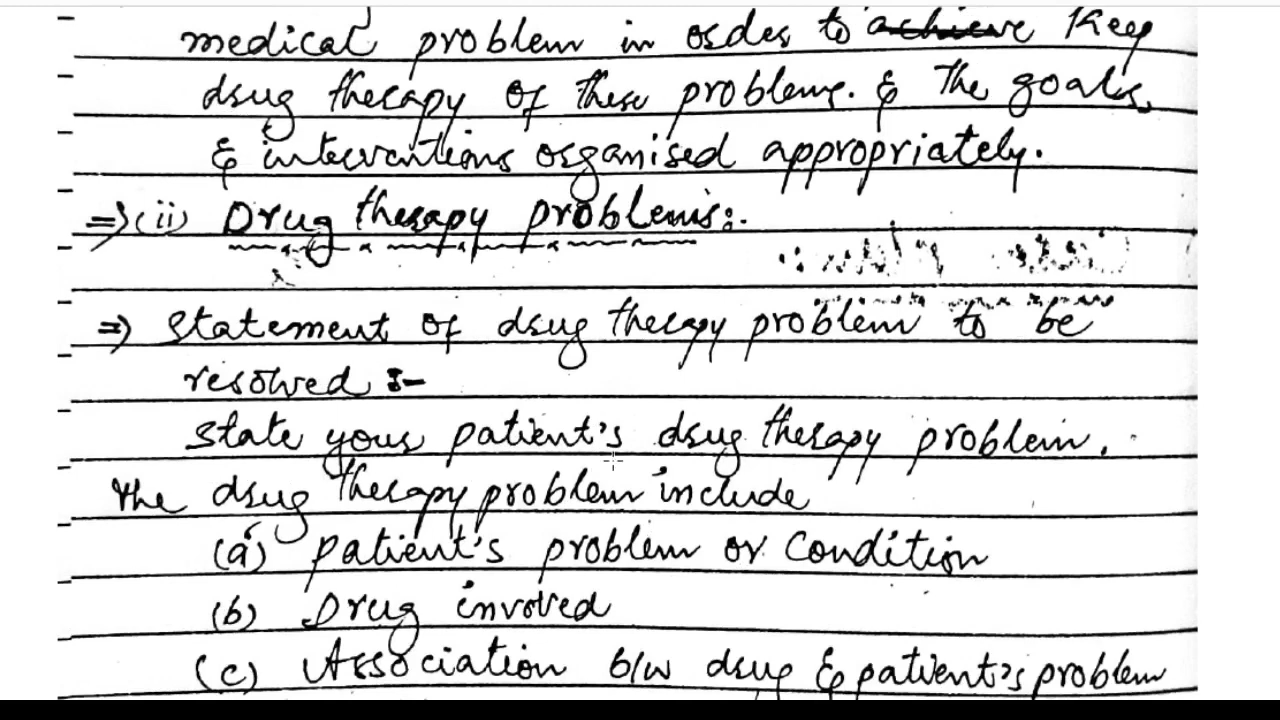 medical problem in order to achieve keep
drug therapy of these problems. & The goals,
& interventions organised appropriately.
=> (ii) Drug therapy problems:.
=> Statement of drug therapy problem to be
resolved :-
State your patient's drug therapy problem.
The drug therapy problem include
(a) patient's problem or condition
(b) Drug involved
(c) Association b/w drug & patient's problem